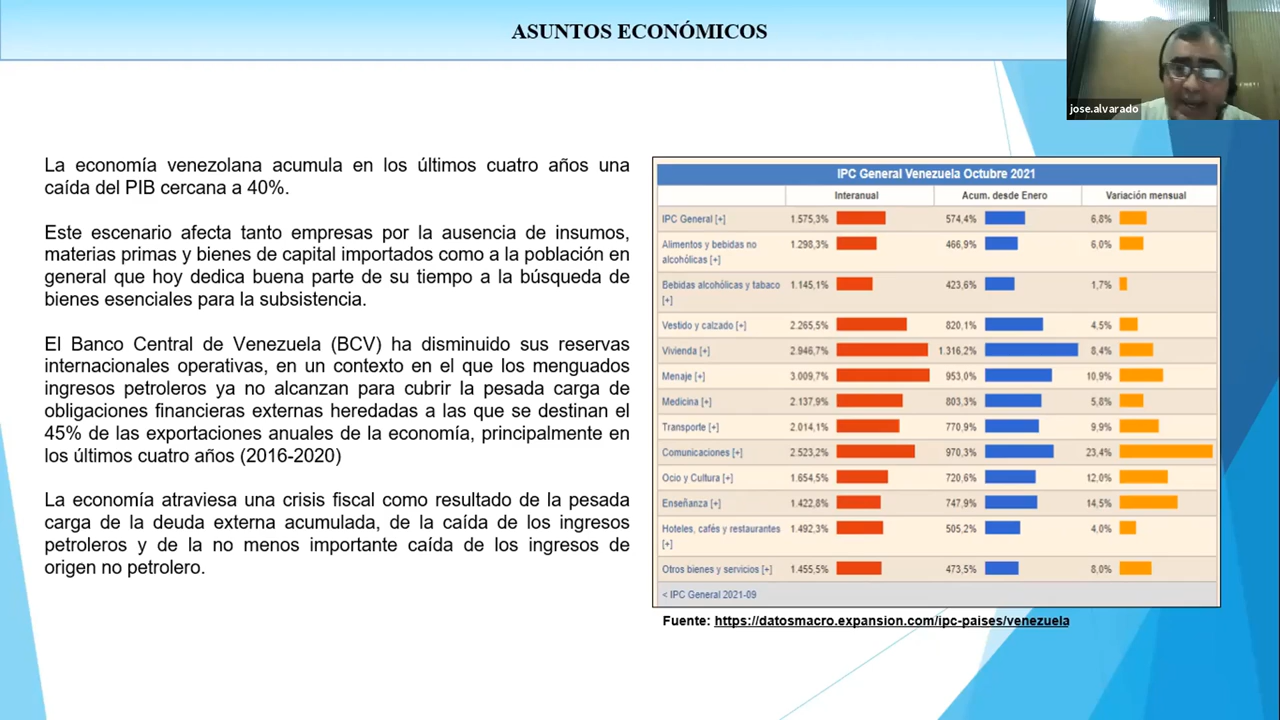 ASUNTOS ECONÓMICOS
jose.alvarado
La economía venezolana acumula en los últimos cuatro años una
caída del PIB cercana a 40%.
Este escenario afecta tanto empresas por la ausencia de insumos,
materias primas y bienes de capital importados como a la población en
general que hoy dedica buena parte de su tiempo a la búsqueda de
bienes esenciales para la subsistencia.
El Banco Central de Venezuela (BCV) ha disminuido sus reservas
internacionales operativas, en un contexto en el que los menguados
ingresos petroleros ya no alcanzan para cubrir la pesada carga de
obligaciones financieras externas heredadas a las que se destinan el
45% de las exportaciones anuales de la economía, principalmente en
los últimos cuatro años (2016-2020)
La economía atraviesa una crisis fiscal como resultado de la pesada
carga de la deuda externa acumulada, de la caída de los ingresos
petroleros y de la no menos importante caída de los ingresos de
origen no petrolero.
IPC General Venezuela Octubre 2021
Interanual Acum. desde Enero Variación mensual
IPC General [+] 1.575,3% 574,4% 6,8%
Alimentos y bebidas no
alcohólicas [+] 1.298,3% 466,9% 6,0%
Bebidas alcohólicas y tabaco
[+] 1.145,1% 423,6% 1,7%
Vestido y calzado [+] 2.265,5% 820,1% 4,5%
Vivienda [+] 2.946,7% 1.316,2% 8,4%
Menaje [+] 3.009,7% 953,0% 10,9%
Medicina [+] 2.137,9% 803,3% 5,8%
Transporte [+] 2.014,1% 770,9% 9,9%
Comunicaciones [+] 2.523,2% 970,3% 23,4%
Ocio y Cultura [+] 1.654,5% 720,6% 12,0%
Enseñanza [+] 1.422,8% 747,9% 14,5%
Hoteles, cafés y restaurantes
[+] 1.492,3% 505,2% 4,0%
Otros bienes y servicios [+] 1.455,5% 473,5% 8,0%
< IPC General 2021-09
Fuente: https://datosmacro.expansion.com/ipc-paises/venezuela